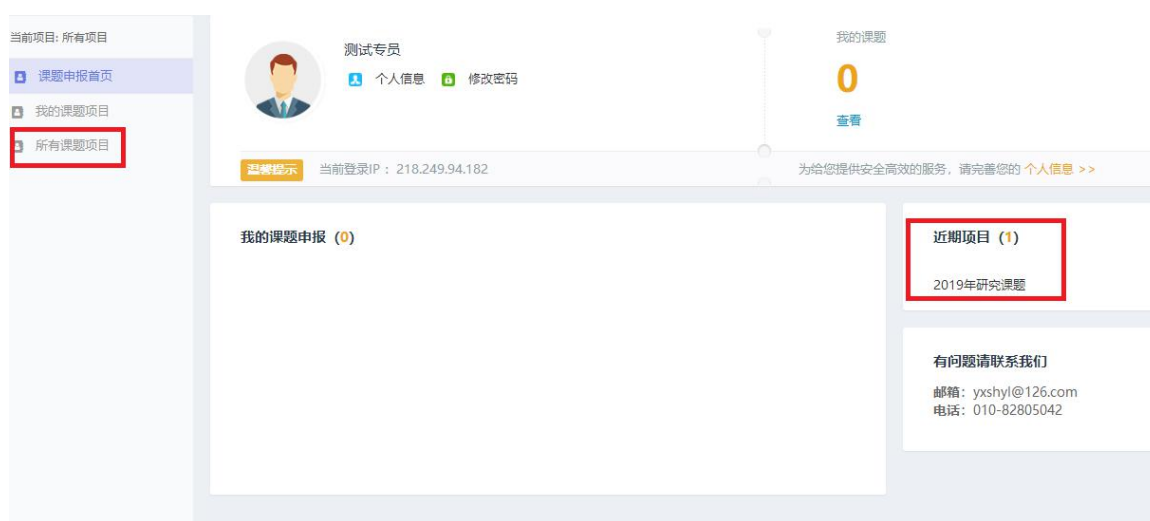 当前项目: 所有项目
课题申报首页
我的课题项目
所有课题项目
测试专员
个人信息 修改密码
我的课题
0
查看
温馨提示 当前登录IP： 218.249.94.182
为给您提供安全高效的服务，请完善您的 个人信息 >>
我的课题申报（0）
近期项目（1）
2019年研究课题
有问题请联系我们
邮箱：yxshyl@126.com
电话：010-82805042